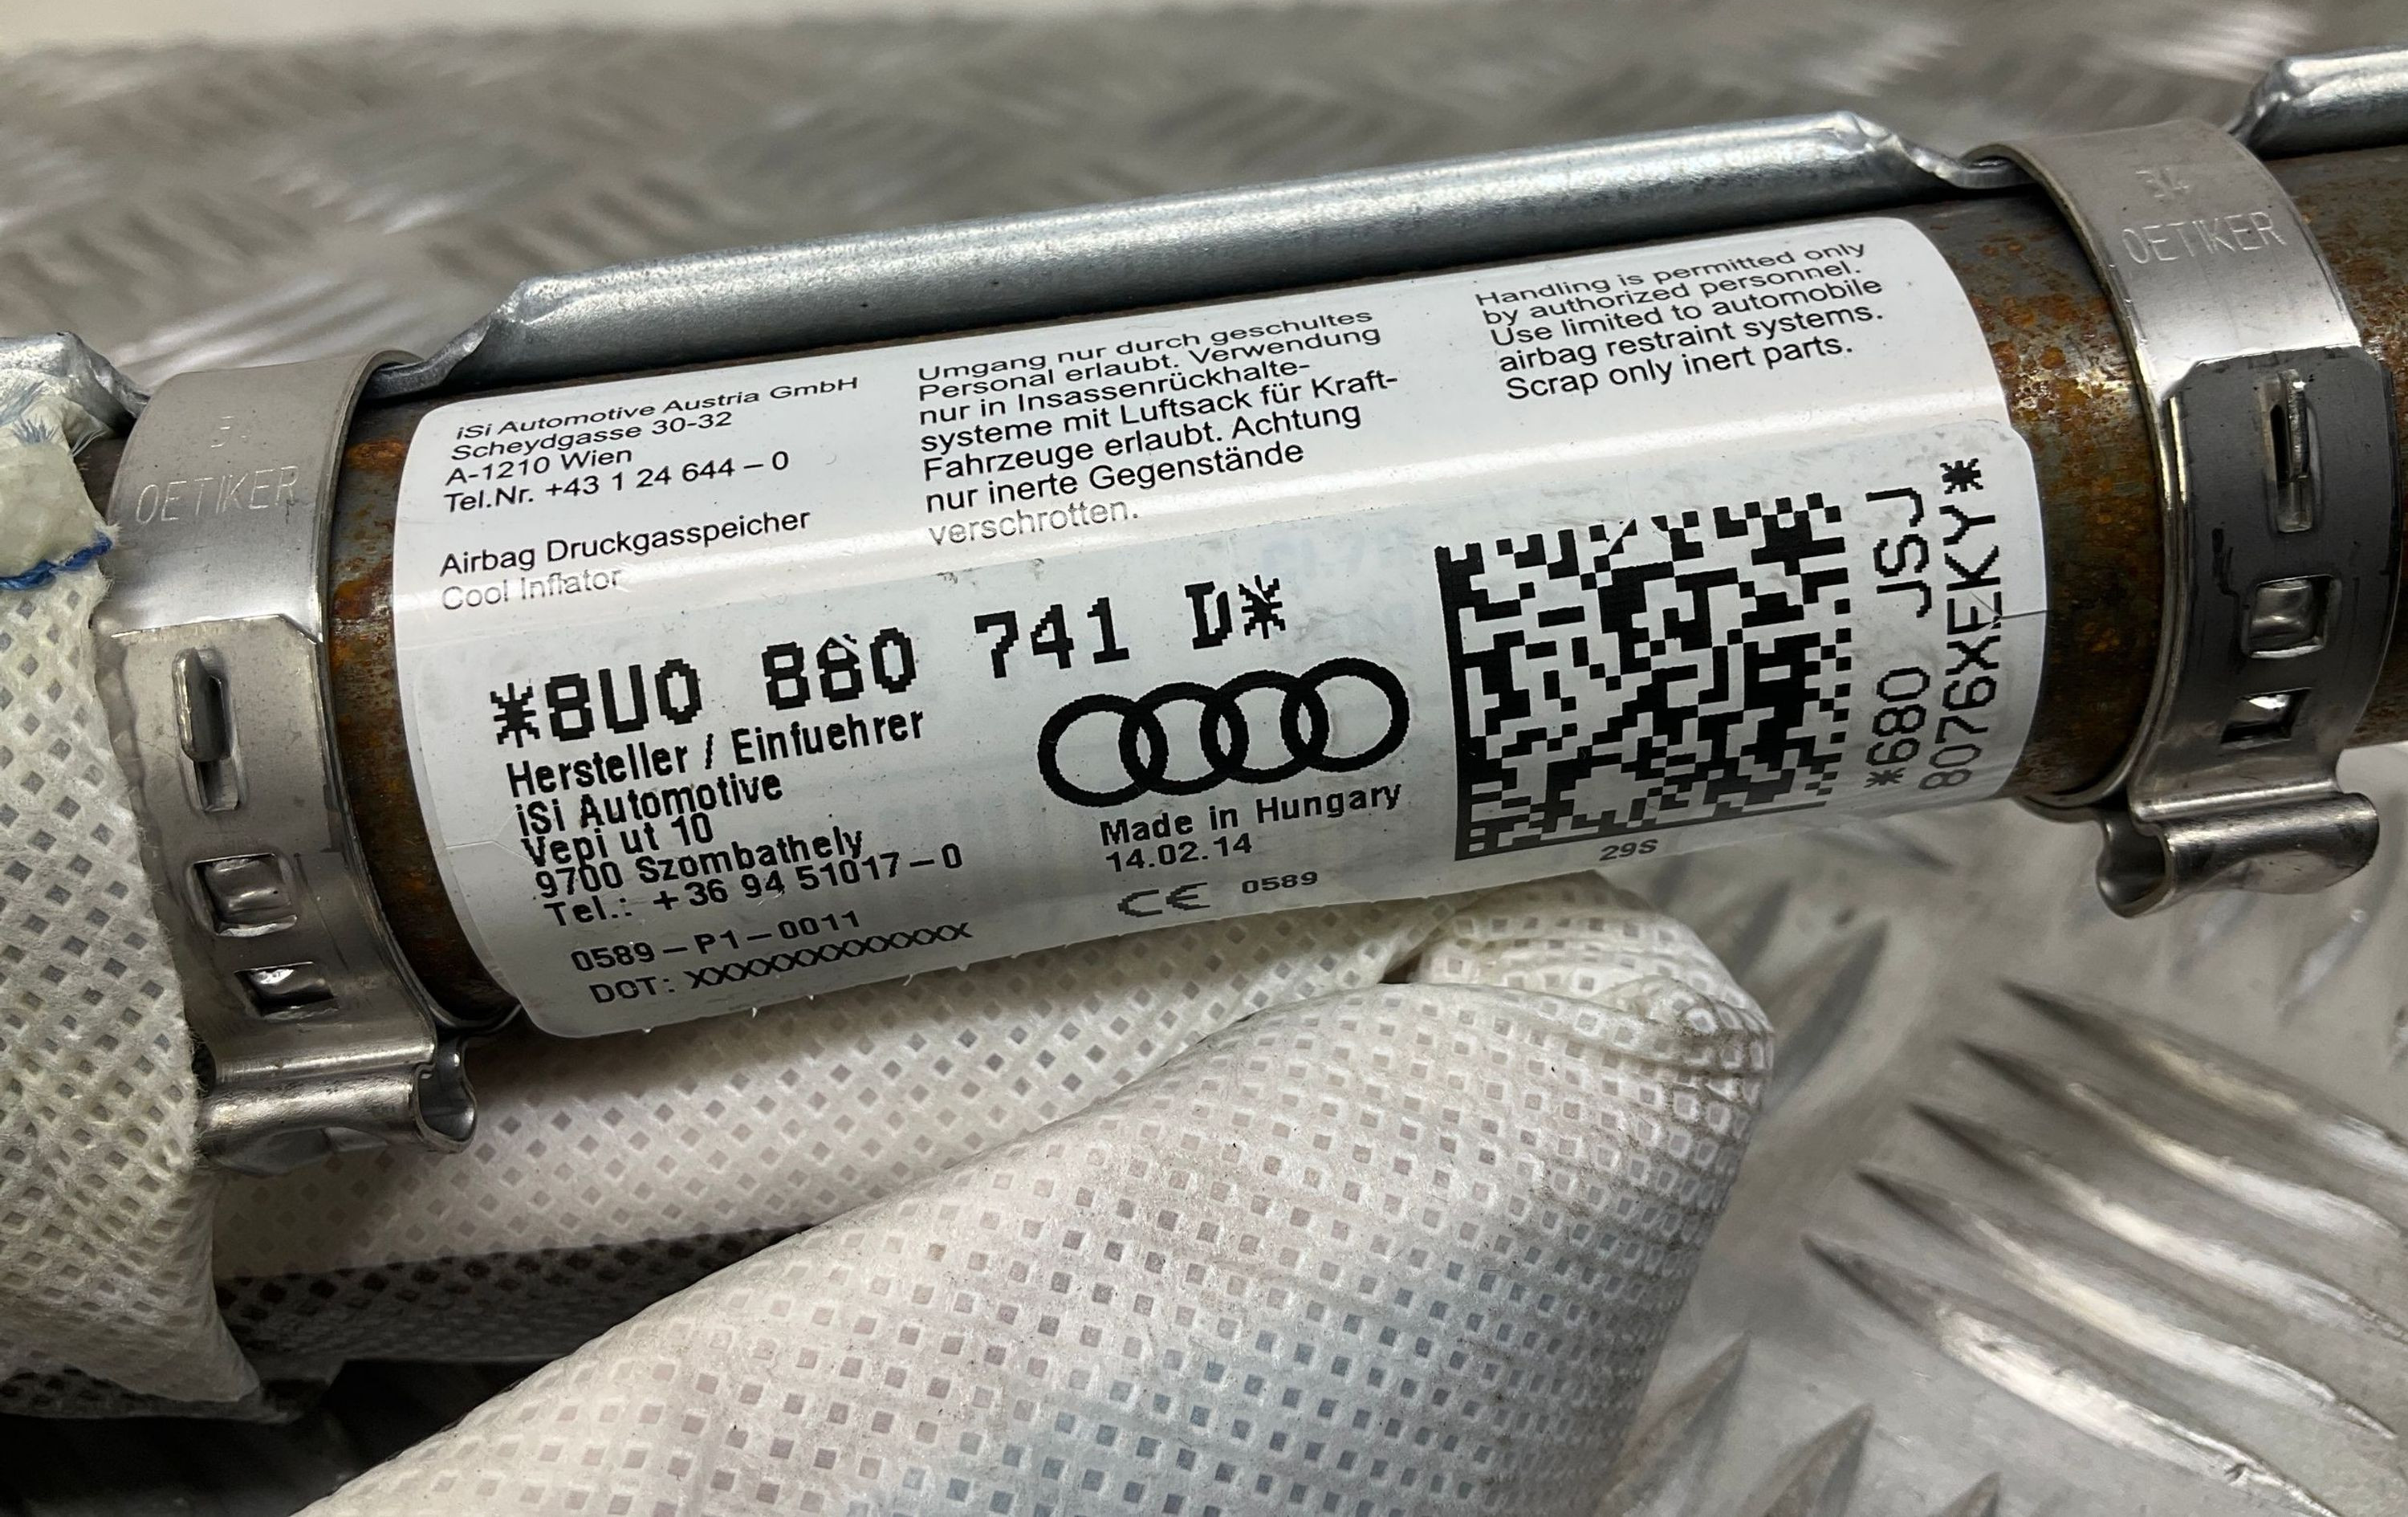 iSi Automotive Austria GmbH
Scheydgasse 30-32
A-1210 Wien
Tel.Nr. +43 1 24 644 – 0
Airbag Druckgasspeicher
Cool Inflator
Umgang nur durch geschultes
Personal erlaubt. Verwendung
nur in Insassenrückhalte-
systeme mit Luftsack für Kraft-
Fahrzeuge erlaubt. Achtung
nur inerte Gegenstände
verschrotten.
Handling is permitted only
by authorized personnel.
Use limited to automobile
airbag restraint systems.
Scrap only inert parts.
*8U0 880 741 D*
Hersteller / Einfuehrer
iSi Automotive
Vepi ut 10
9700 Szombathely
Tel.: +36 94 51017-0
0589-P1-0011
DOT: XXXXXXXXXXXXX
Made in Hungary
14.02.14
CE 0589
29S
*680 JSJ
8076XEKY*
OETIKER
34
OETIKER